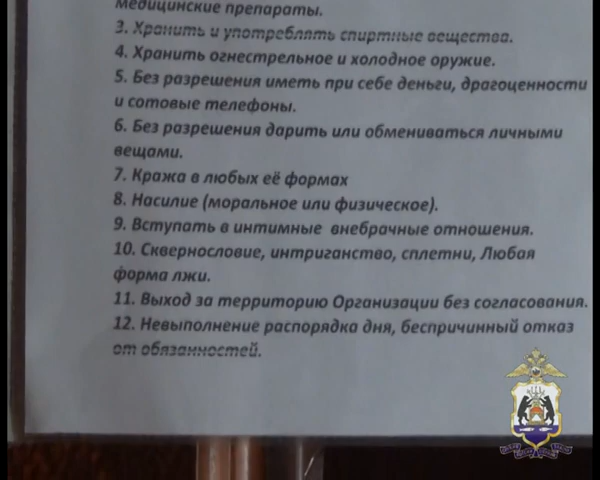 медицинские препараты.
3. Хранить и употреблять спиртные вещества.
4. Хранить огнестрельное и холодное оружие.
5. Без разрешения иметь при себе деньги, драгоценности
и сотовые телефоны.
6. Без разрешения дарить или обмениваться личными
вещами.
7. Кража в любых её формах
8. Насилие (моральное или физическое).
9. Вступать в интимные внебрачные отношения.
10. Сквернословие, интриганство, сплетни, Любая
форма лжи.
11. Выход за территорию Организации без согласования.
12. Невыполнение распорядка дня, беспричинный отказ
от обязанностей.